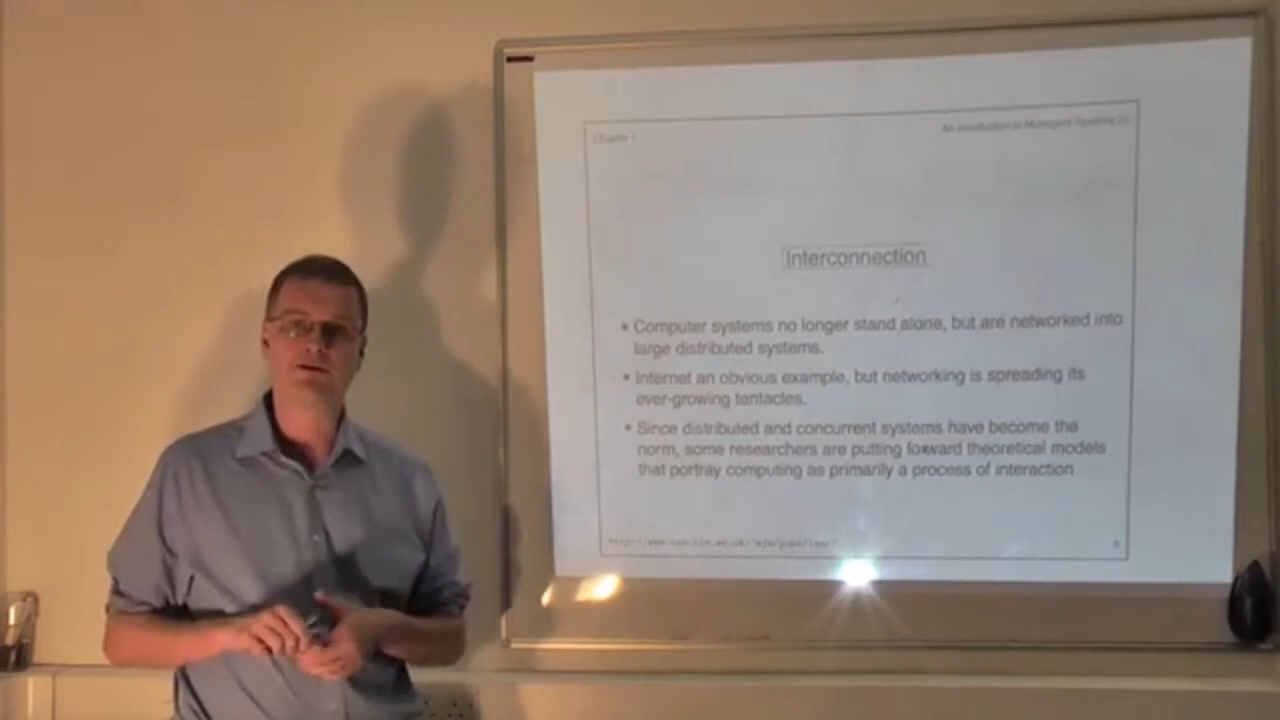 Chapter 1
An Introduction to Multiagent Systems 2e
Interconnection
• Computer systems no longer stand alone, but are networked into
large distributed systems.
• Internet an obvious example, but networking is spreading its
ever-growing tentacles.
• Since distributed and concurrent systems have become the
norm, some researchers are putting forward theoretical models
that portray computing as primarily a process of interaction